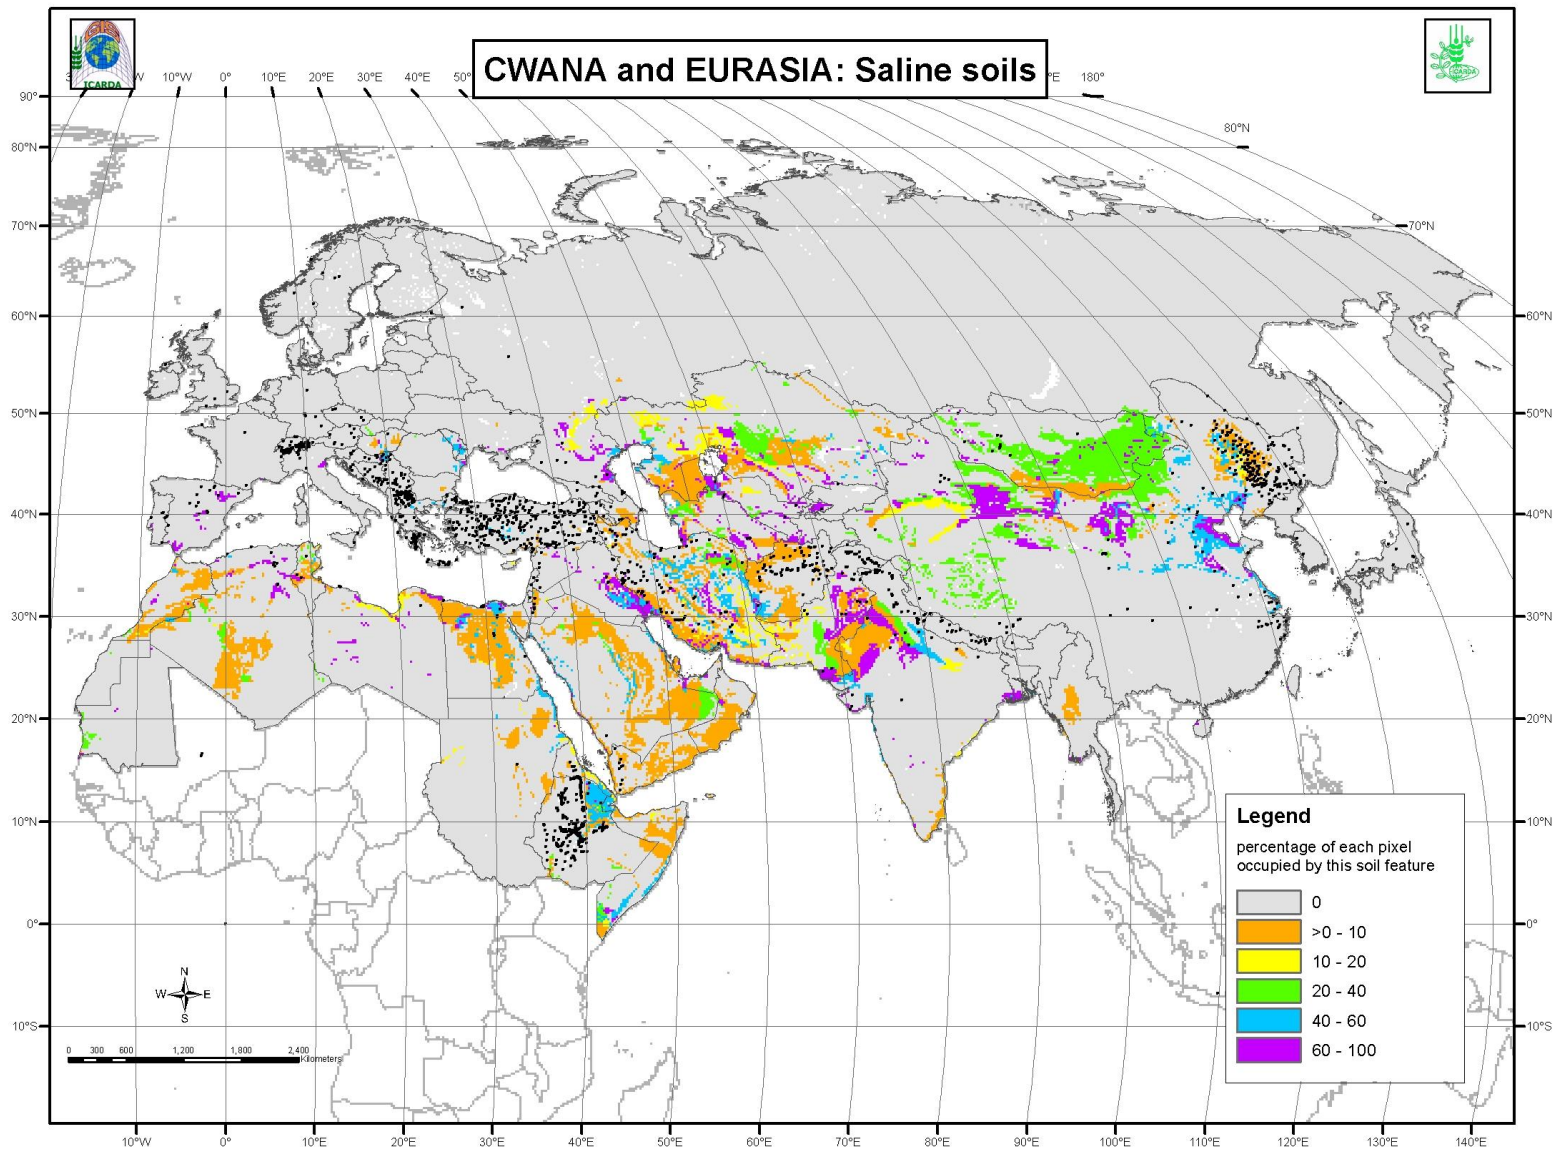 CWANA and EURASIA: Saline soils
ICARDA
ICARDA
10°W 0° 10°E 20°E 30°E 40°E 50° 180°
90°
80°N
80°N
80°N
70°N
70°N
60°N
60°N
50°N
50°N
40°N
40°N
30°N
30°N
20°N
20°N
10°N
10°N
0°
0°
10°S
10°S
Legend
percentage of each pixel
occupied by this soil feature
0
>0 - 10
10 - 20
20 - 40
40 - 60
60 - 100
N
W E
S
0 300 600 1,200 1,800 2,400
Kilometers
10°W 0° 10°E 20°E 30°E 40°E 50°E 60°E 70°E 80°E 90°E 100°E 110°E 120°E 130°E 140°E